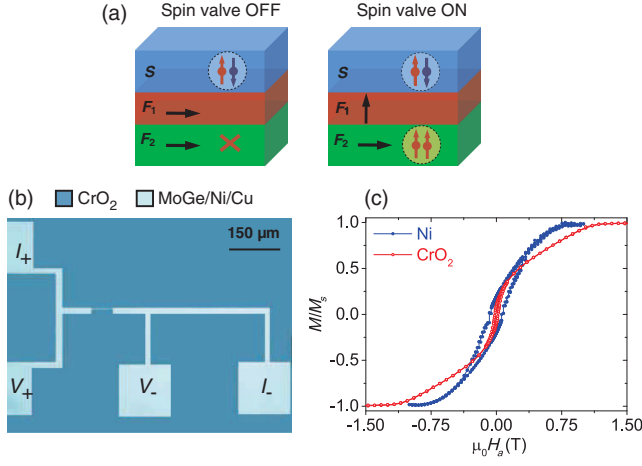 (a)
Spin valve OFF
Spin valve ON
S
F1
F2
S
F1
F2
(b)
CrO2
MoGe/Ni/Cu
150 µm
I+
V+
V-
I-
(c)
Ni
CrO2
M/Ms
1.0
0.5
0.0
-0.5
-1.0
-1.50
-0.75
0.00
0.75
1.50
µ0Ha(T)